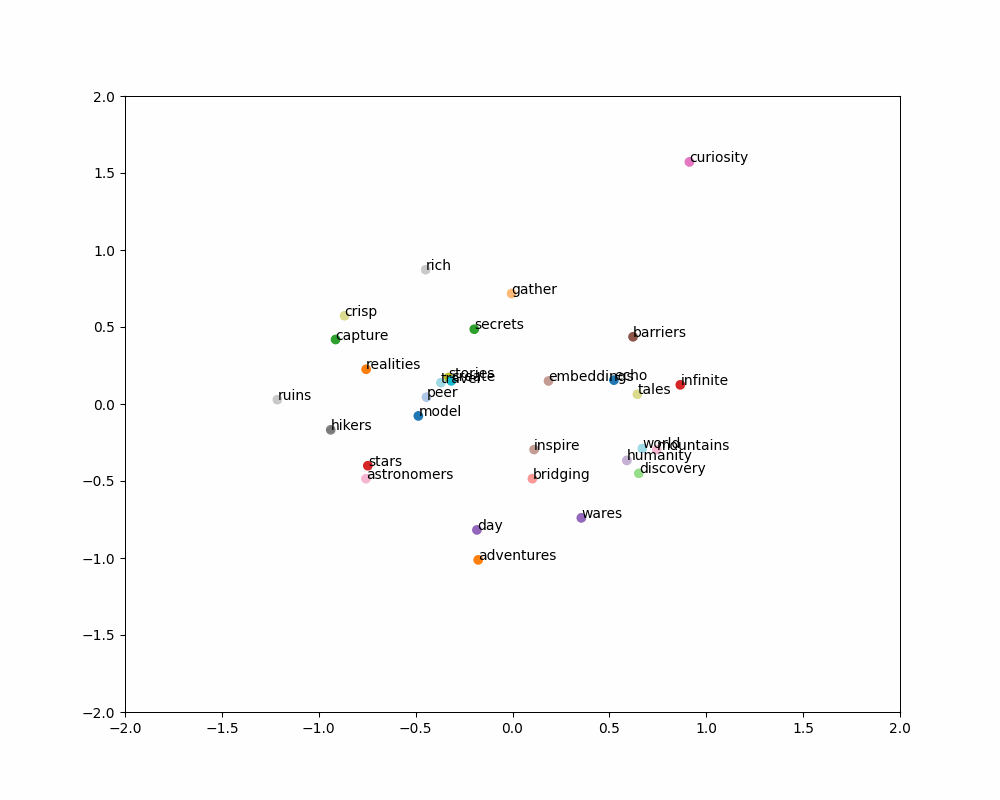 2.0
curiosity
1.5
rich
1.0
gather
crisp
secrets
0.5
capture
barriers
realities
stories
create
travel
embeddings
echo
infinite
peer
tales
ruins
0.0
model
hikers
inspire
world
mountains
humanity
stars
discovery
astronomers
bridging
−0.5
wares
day
adventures
−1.0
−1.5
−2.0
−2.0 −1.5 −1.0 −0.5 0.0 0.5 1.0 1.5 2.0